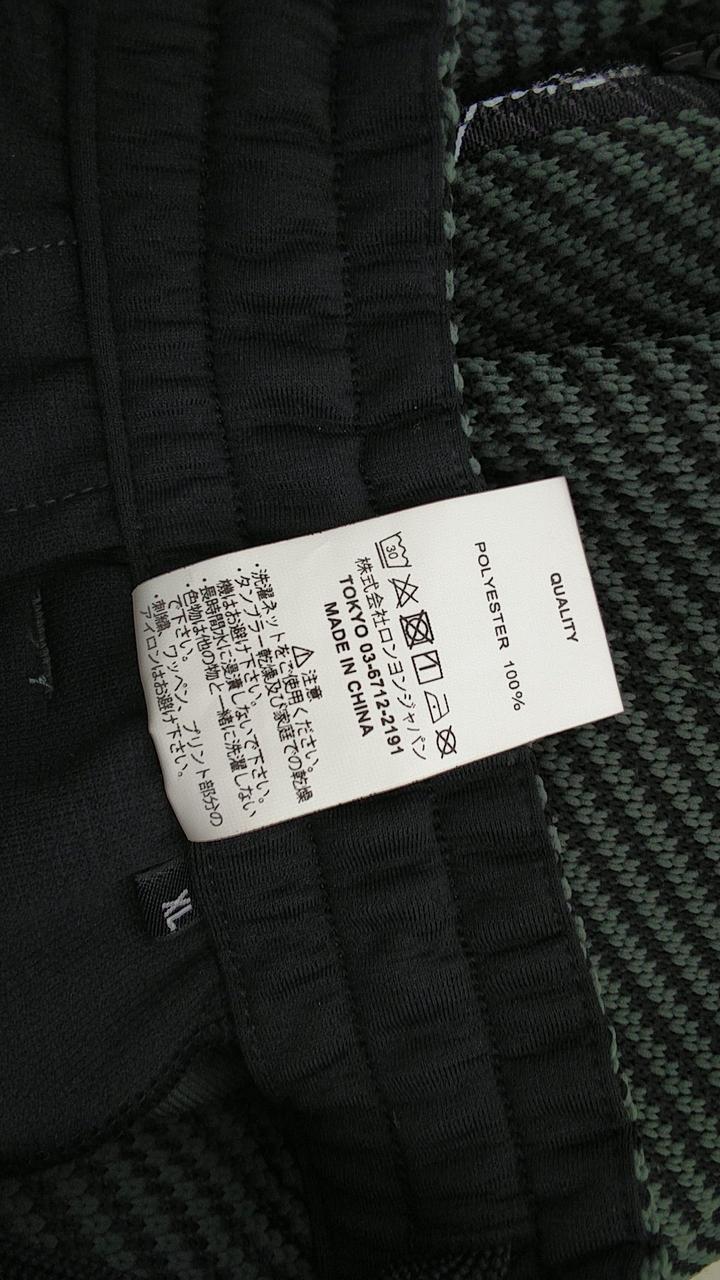 QUALITY
POLYESTER 100%
30
株式会社ロンヨンジャパン
TOKYO 03-6712-2191
MADE IN CHINA
注意
・洗濯ネットをご使用ください。
・タンブラー乾燥及び家庭での乾燥
機はお避け下さい。
・長時間水に浸漬しないで下さい。
・色物は他の物と一緒に洗濯しない
で下さい。
・刺繍、ワッペン、プリント部分の
アイロンはお避け下さい。
XL